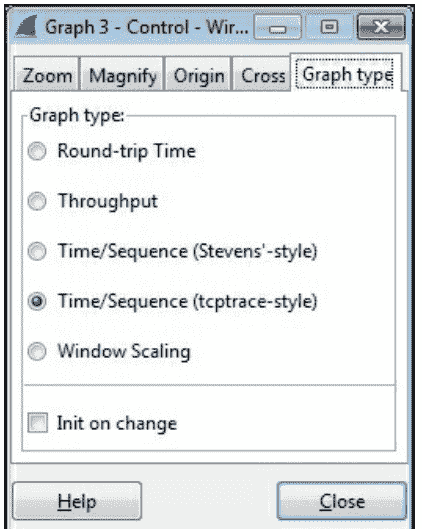 Graph 3 - Control - Wir...
Zoom Magnify Origin Cross Graph type
Graph type:
Round-trip Time
Throughput
Time/Sequence (Stevens'-style)
Time/Sequence (tcptrace-style)
Window Scaling
Init on change
Help Close